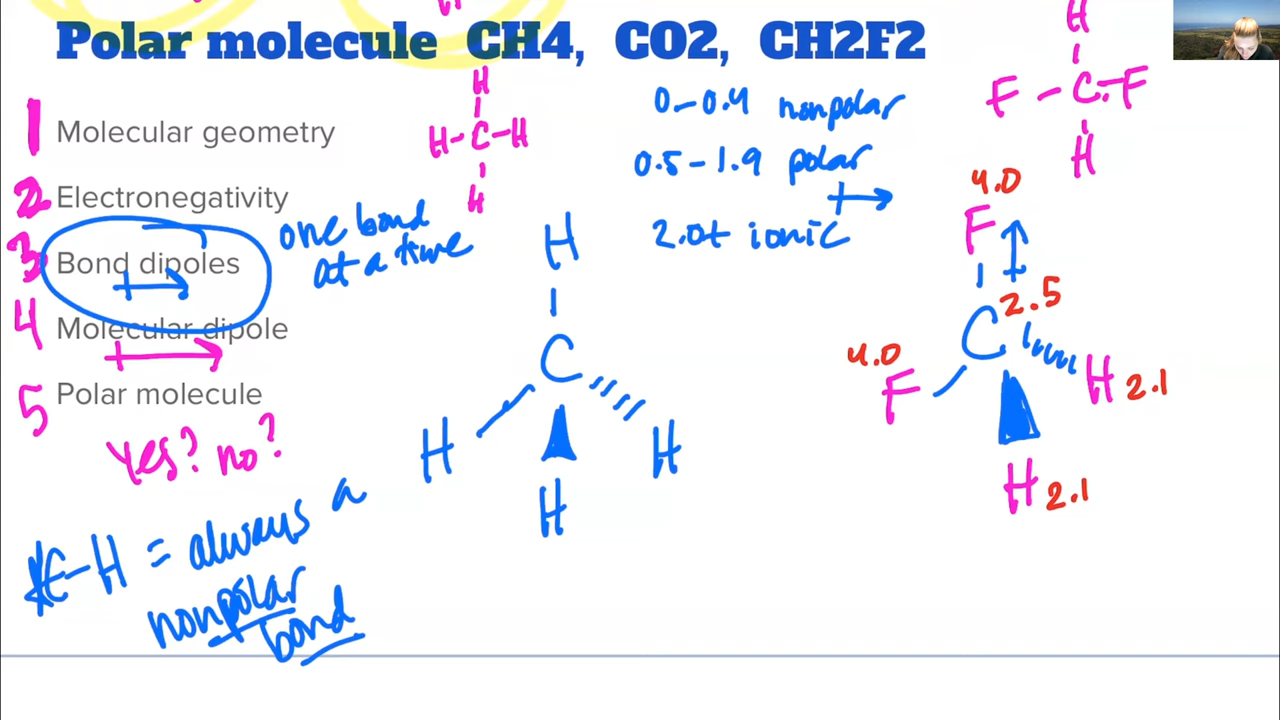 H
Polar molecule CH4, CO2, CH2F2
1 Molecular geometry
2 Electronegativity
3 Bond dipoles
one bond
at a time
4 Molecular dipole
5 Polar molecule
Yes? no?
C-H = always a
nonpolar
bond
H
H-C-H
H
0-0.4 nonpolar
0.5-1.9 polar
2.0+ ionic
H
F-C-F
H
H
C
H
H
H
4.0
F
C 2.5
4.0
F
H 2.1
H 2.1